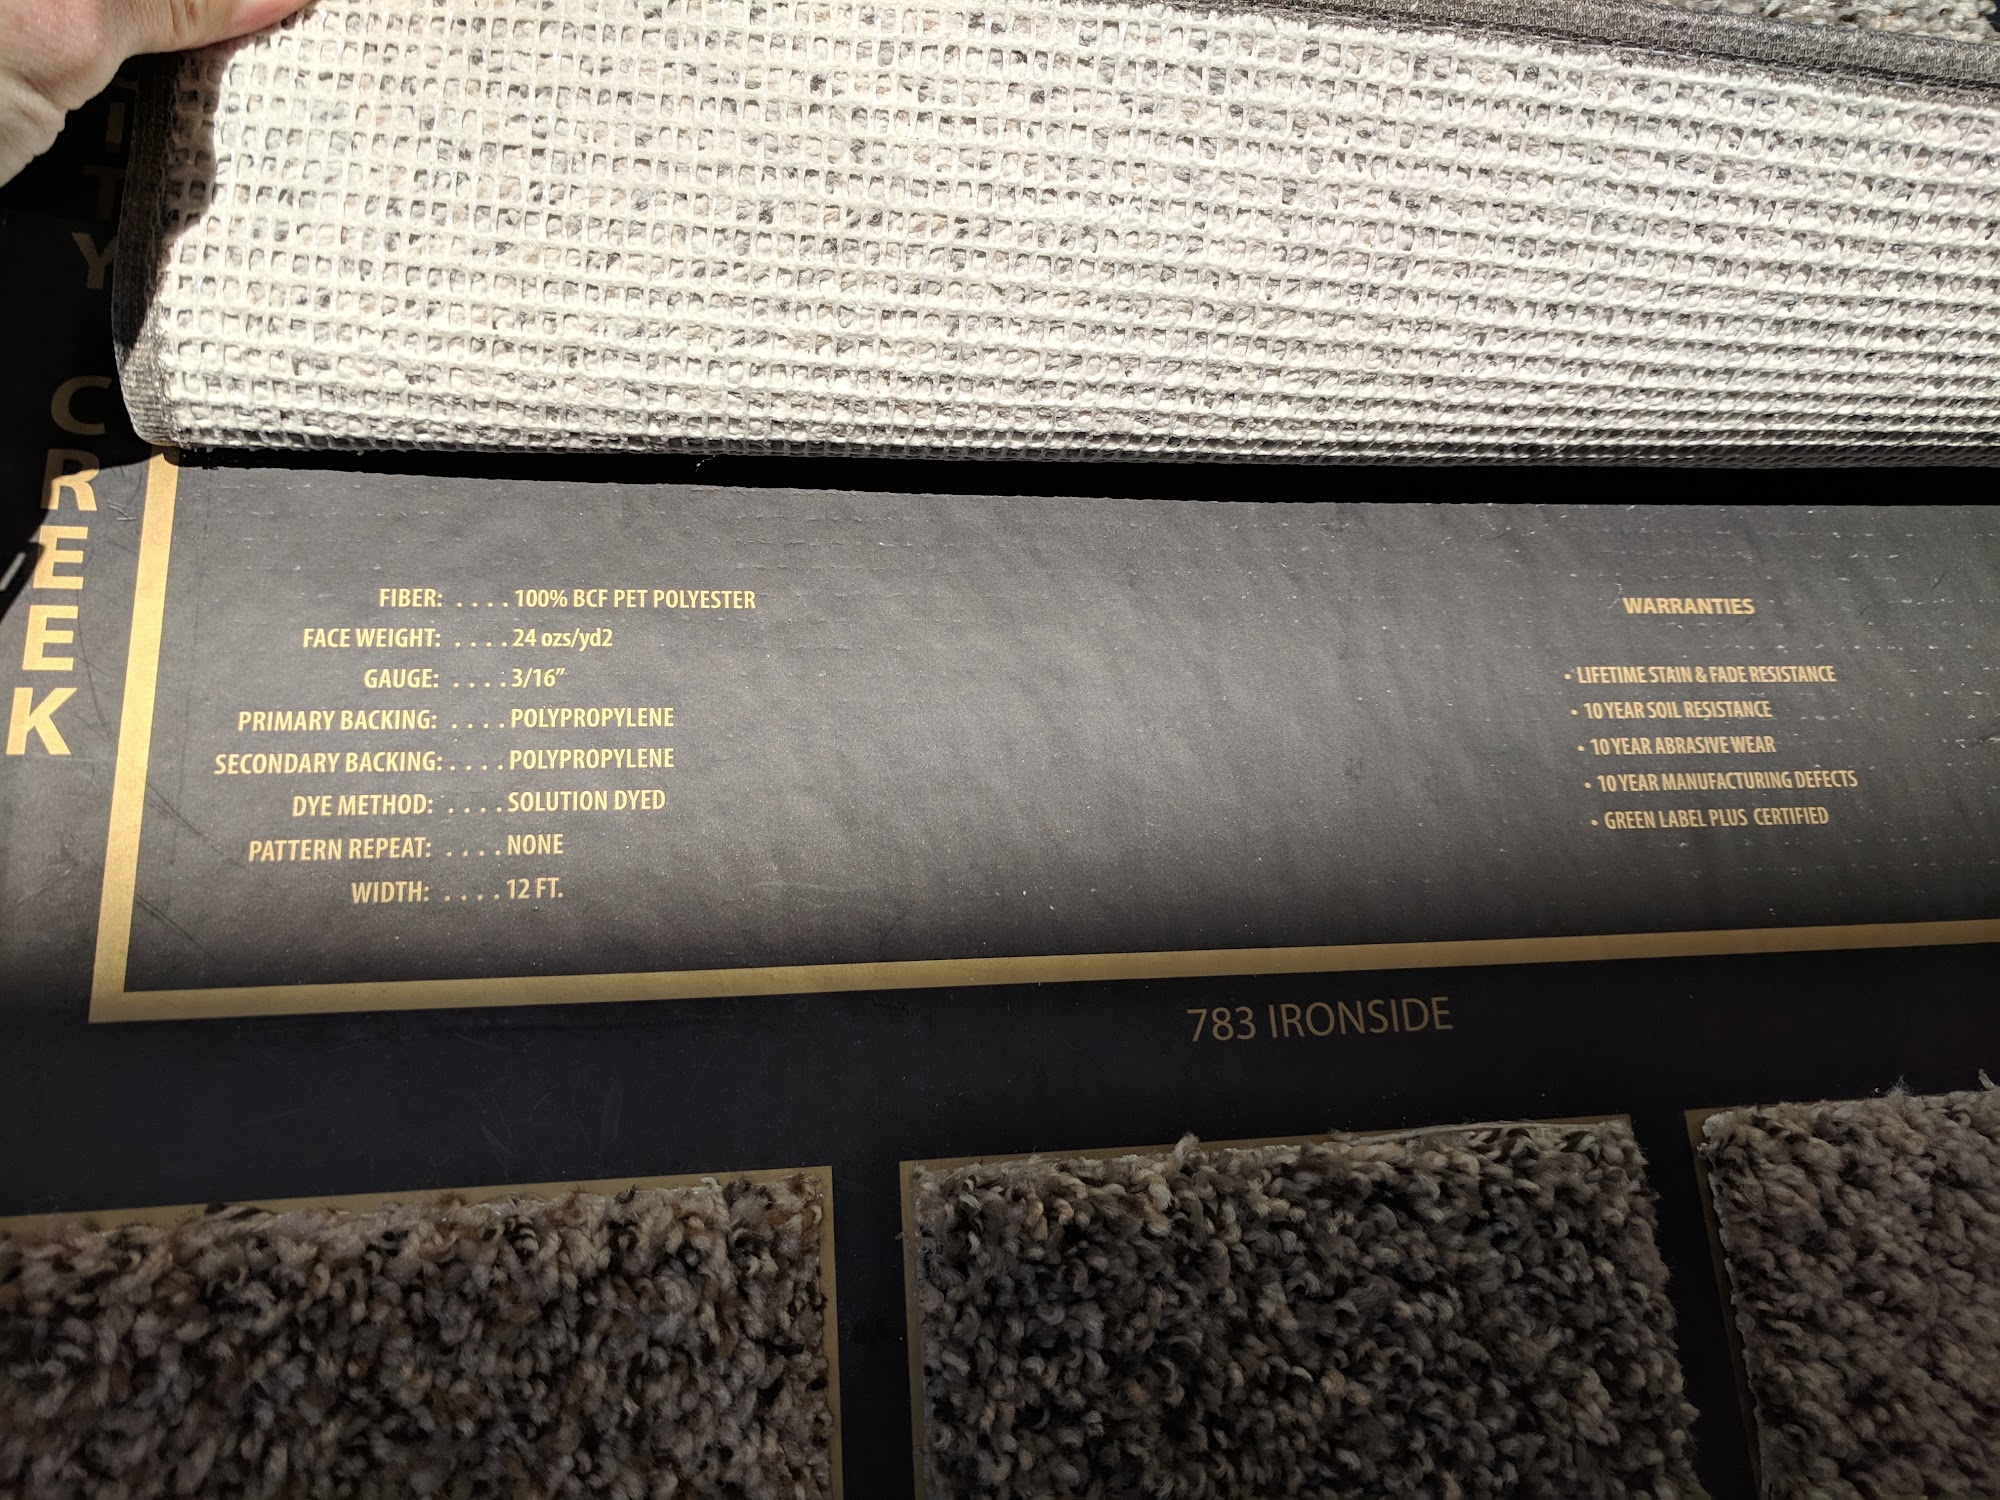 CREEK
FIBER: . . . . 100% BCF PET POLYESTER
FACE WEIGHT: . . . . 24 ozs/yd2
GAUGE: . . . . 3/16”
PRIMARY BACKING: . . . . POLYPROPYLENE
SECONDARY BACKING: . . . . POLYPROPYLENE
DYE METHOD: . . . . SOLUTION DYED
PATTERN REPEAT: . . . . NONE
WIDTH: . . . . 12 FT.
WARRANTIES
• LIFETIME STAIN & FADE RESISTANCE
• 10 YEAR SOIL RESISTANCE
• 10 YEAR ABRASIVE WEAR
• 10 YEAR MANUFACTURING DEFECTS
• GREEN LABEL PLUS CERTIFIED
783 IRONSIDE